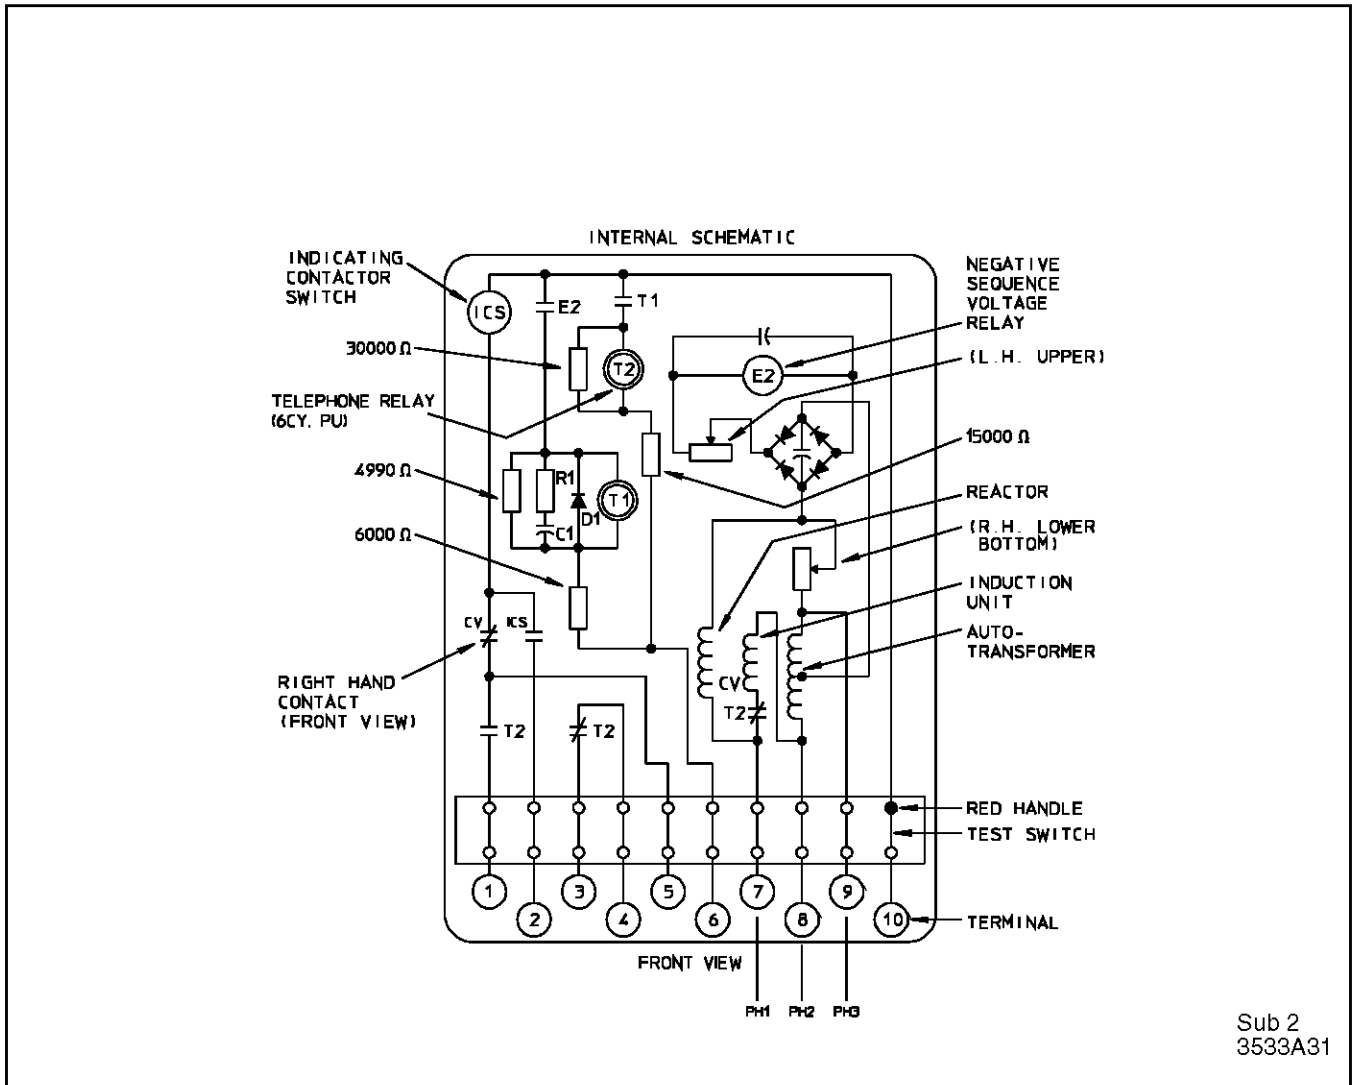 INTERNAL SCHEMATIC
INDICATING
CONTACTOR
SWITCH
ICS
E2
T1
30000 Ω
T2
TELEPHONE RELAY
(6CY. PU)
4990 Ω
R1
C1
D1
T1
6000 Ω
CV
ICS
RIGHT HAND
CONTACT
(FRONT VIEW)
T2
T2
E2
NEGATIVE
SEQUENCE
VOLTAGE
RELAY
(L.H. UPPER)
15000 Ω
REACTOR
(R.H. LOWER
BOTTOM)
INDUCTION
UNIT
AUTO-
TRANSFORMER
CV
T2
RED HANDLE
TEST SWITCH
1
2
3
4
5
6
7
8
9
10
TERMINAL
FRONT VIEW
PH1 PH2 PH3
Sub 2
3533A31